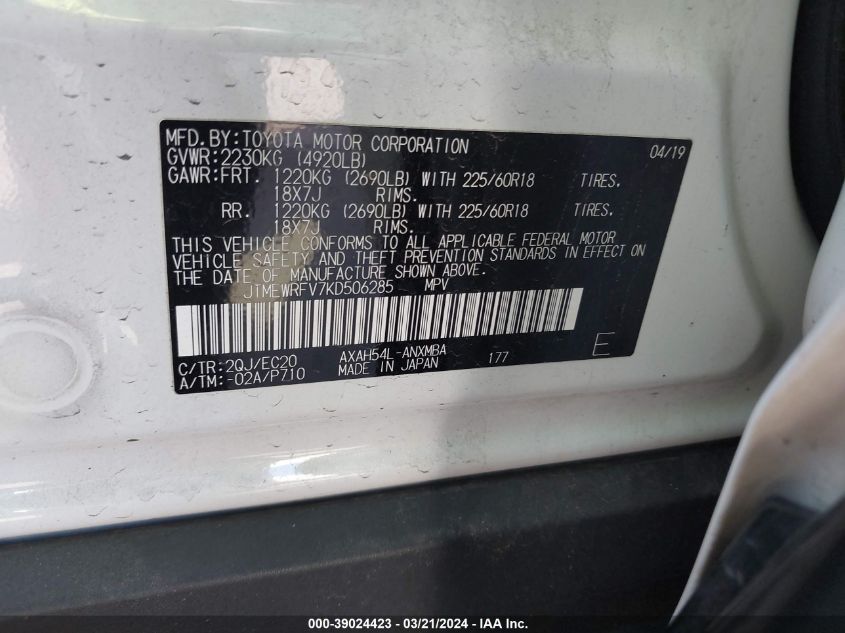 MFD.BY:TOYOTA MOTOR CORPORATION 04/19
GVWR:2230KG (4920LB)
GAWR:FRT. 1220KG (2690LB) WITH 225/60R18 TIRES.
18X7J RIMS.
RR. 1220KG (2690LB) WITH 225/60R18 TIRES.
18X7J RIMS.
THIS VEHICLE CONFORMS TO ALL APPLICABLE FEDERAL MOTOR
VEHICLE SAFETY AND THEFT PREVENTION STANDARDS IN EFFECT ON
THE DATE OF MANUFACTURE SHOWN ABOVE.
JTMEWRFV7KD506285 MPV
C/TR:2QJ/EC20 AXAH54L-ANXMBA 177 E
A/TM:-02A/P710 MADE IN JAPAN
000-39024423 - 03/21/2024 - IAA Inc.